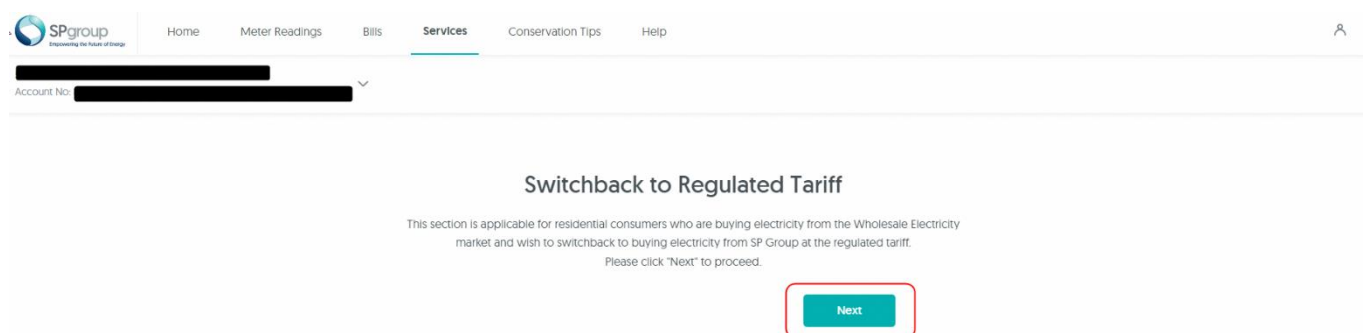 SPgroup
Empowering the Future of Energy
Home Meter Readings Bills Services Conservation Tips Help
Account No:
Switchback to Regulated Tariff
This section is applicable for residential consumers who are buying electricity from the Wholesale Electricity
market and wish to switchback to buying electricity from SP Group at the regulated tariff.
Please click "Next" to proceed.
Next